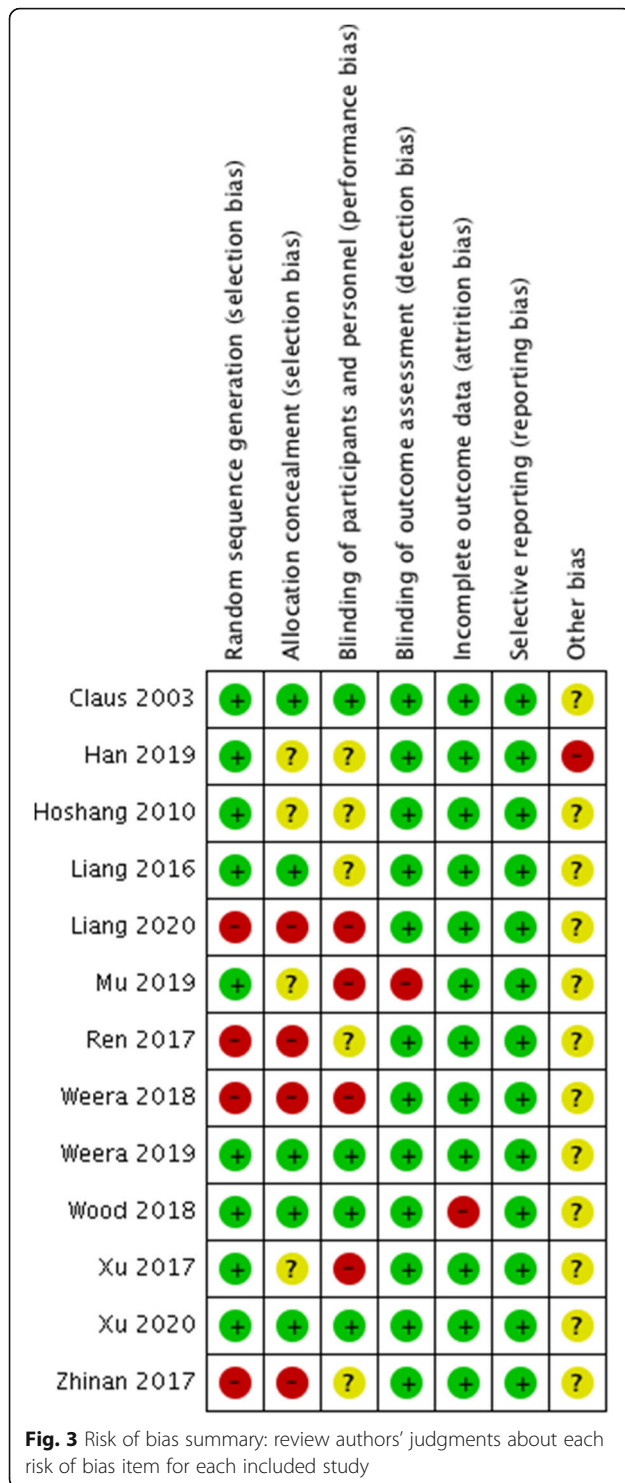 Random sequence generation (selection bias)
Allocation concealment (selection bias)
Blinding of participants and personnel (performance bias)
Blinding of outcome assessment (detection bias)
Incomplete outcome data (attrition bias)
Selective reporting (reporting bias)
Other bias
Claus 2003 + + + + + + ?
Han 2019 + ? ? + + + -
Hoshang 2010 + ? ? + + + ?
Liang 2016 + + ? + + + ?
Liang 2020 - - - + + + ?
Mu 2019 + ? - - + + ?
Ren 2017 - - ? + + + ?
Weera 2018 - - - + + + ?
Weera 2019 + + + + + + ?
Wood 2018 + + + + - + ?
Xu 2017 + ? - + + + ?
Xu 2020 + + + + + + ?
Zhinan 2017 - - ? + + + ?
Fig. 3 Risk of bias summary: review authors' judgments about each
risk of bias item for each included study